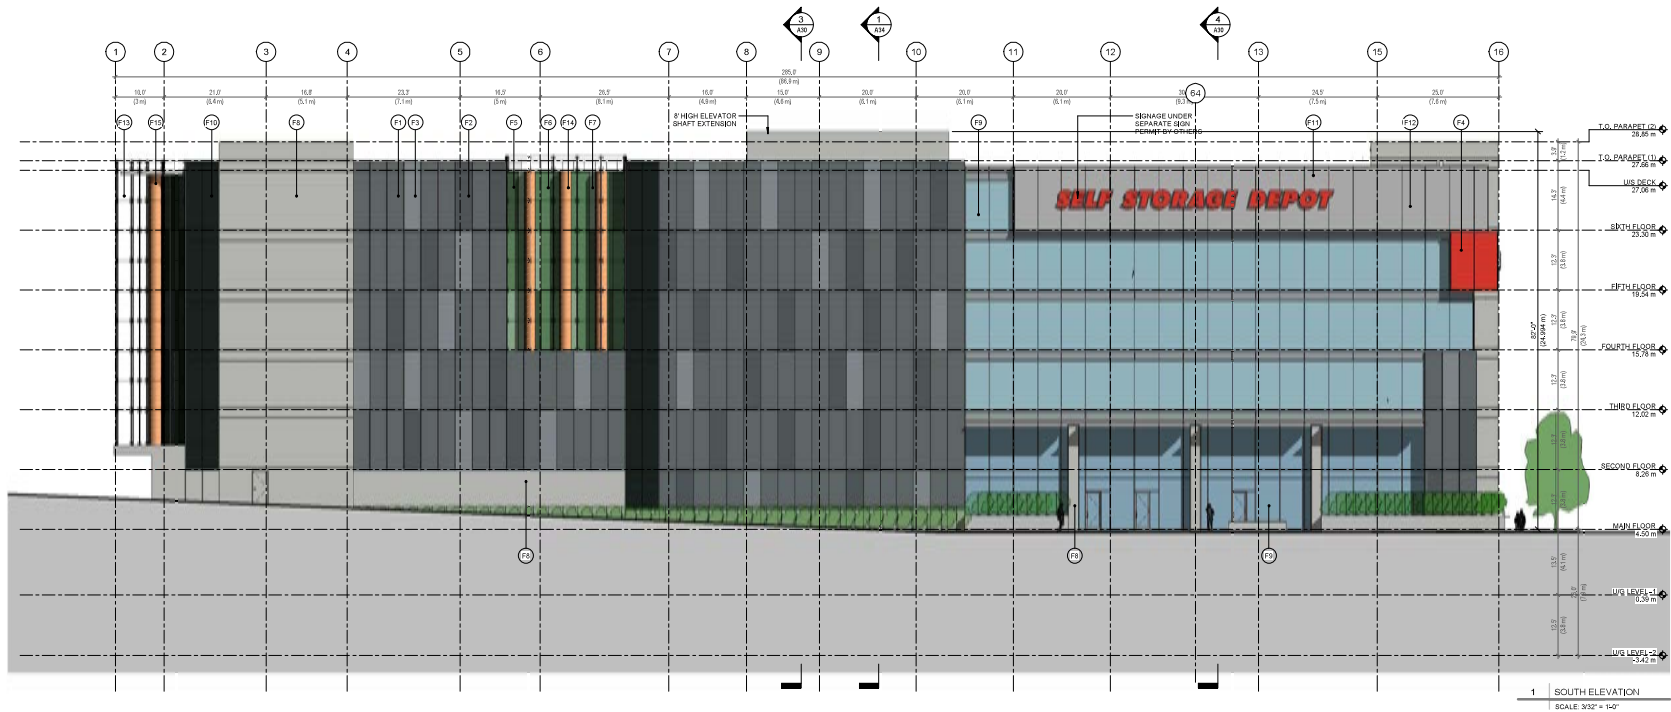 3
A30
1
A34
4
A30
1
2
3
4
5
6
7
8
9
10
11
12
13
15
16
285.0'
(86.9 m)
64
10.0'
(3 m)
21.0'
(6.4 m)
16.8'
(5.1 m)
23.3'
(7.1 m)
16.5'
(5 m)
26.5'
(8.1 m)
16.0'
(4.9 m)
15.0'
(4.6 m)
20.0'
(6.1 m)
20.0'
(6.1 m)
20.0'
(6.1 m)
24.5'
(7.5 m)
25.0'
(7.6 m)
F13
F15
F10
F8
F1
F3
F2
F5
F6
F14
F7
8' HIGH ELEVATOR
SHAFT EXTENSION
F9
SIGNAGE UNDER
SEPARATE SIGN
PERMIT BY OTHERS
F11
F12
F4
T.O. PARAPET (2)
28.85 m
T.O. PARAPET (1)
27.66 m
U/S DECK
27.06 m
SELF STORAGE DEPOT
SIXTH FLOOR
23.30 m
FIFTH FLOOR
19.54 m
82'-0"
(24.994 m)
FOURTH FLOOR
15.78 m
THIRD FLOOR
12.02 m
SECOND FLOOR
8.26 m
MAIN FLOOR
4.50 m
F8
F8
F9
U/G LEVEL -1
0.39 m
U/G LEVEL -2
-3.42 m
1 SOUTH ELEVATION
SCALE: 3/32" = 1'-0"